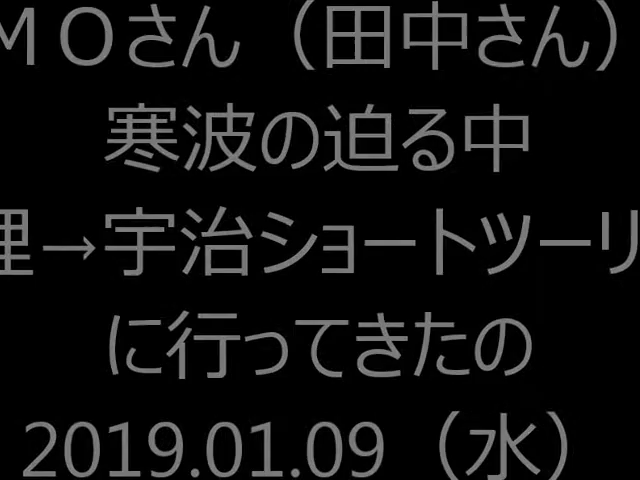 ＭＯさん（田中さん）
寒波の迫る中
理→宇治ショートツーリ
に行ってきたの
2019.01.09（水）